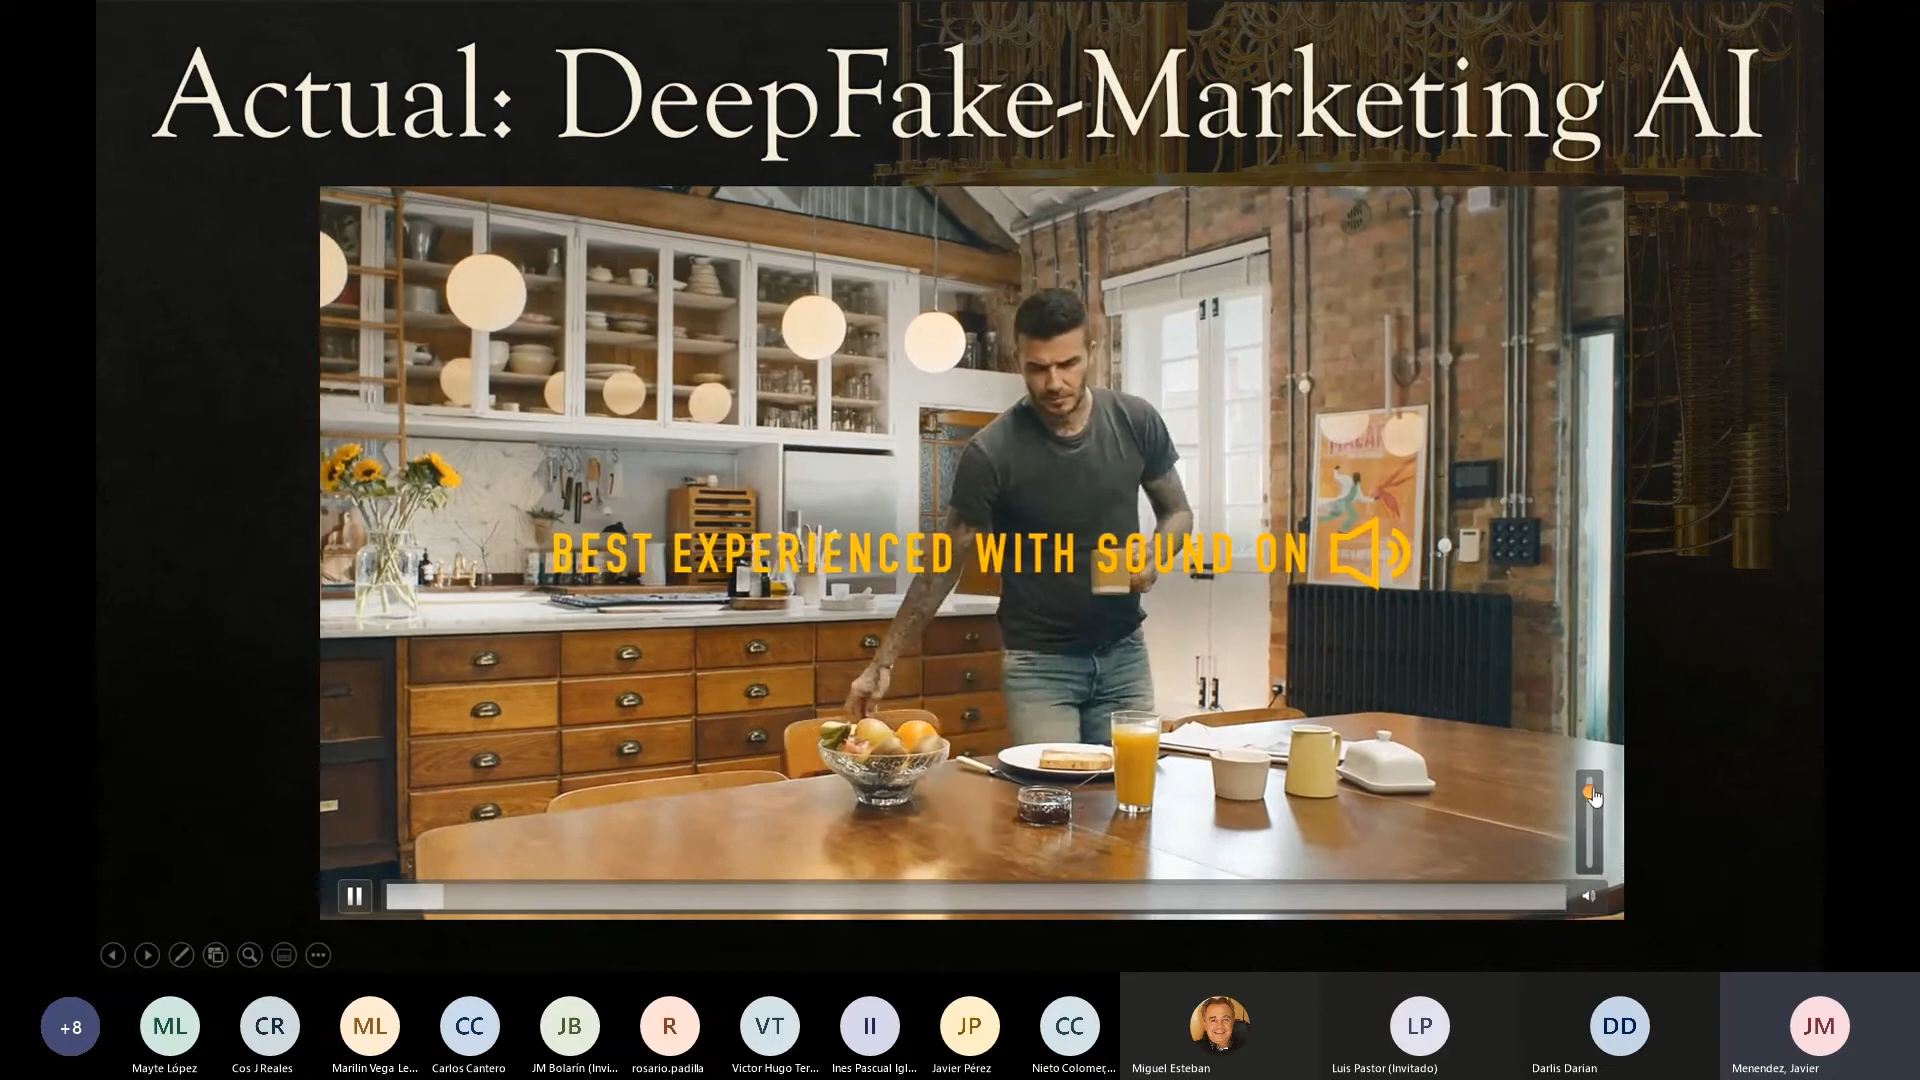 Actual: DeepFake-Marketing AI
BEST EXPERIENCED WITH SOUND ON
+8
ML
CR
ML
CC
JB
R
VT
II
JP
CC
LP
DD
JM
Mayte López
Cos J Reales
Marilin Vega Le...
Carlos Cantero
JM Bolarín (Invi...
rosario.padilla
Victor Hugo Ter...
Ines Pascual Igl...
Javier Pérez
Nieto Colomer,...
Miguel Esteban
Luis Pastor (Invitado)
Darlis Darian
Menendez, Javier